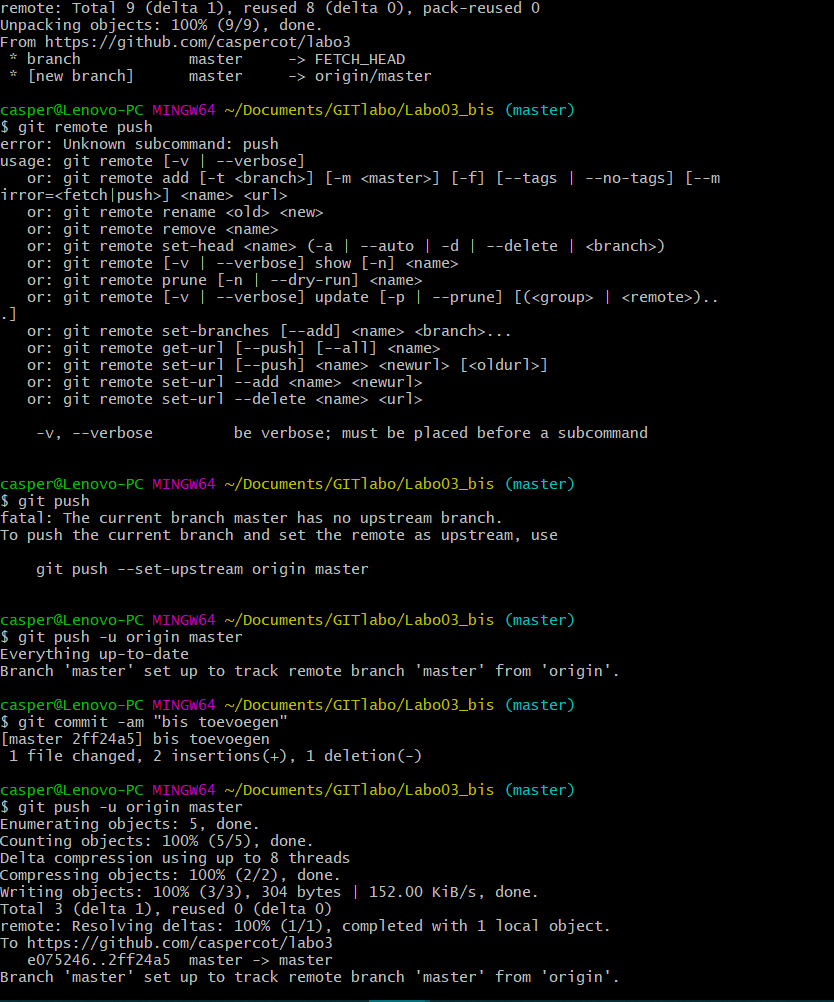 remote: Total 9 (delta 1), reused 8 (delta 0), pack-reused 0
Unpacking objects: 100% (9/9), done.
From https://github.com/caspercot/labo3
 * branch            master     -> FETCH_HEAD
 * [new branch]      master     -> origin/master

casper@Lenovo-PC MINGW64 ~/Documents/GITlabo/Labo03_bis (master)
$ git remote push
error: Unknown subcommand: push
usage: git remote [-v | --verbose]
   or: git remote add [-t <branch>] [-m <master>] [-f] [--tags | --no-tags] [--m
irror=<fetch|push>] <name> <url>
   or: git remote rename <old> <new>
   or: git remote remove <name>
   or: git remote set-head <name> (-a | --auto | -d | --delete | <branch>)
   or: git remote [-v | --verbose] show [-n] <name>
   or: git remote prune [-n | --dry-run] <name>
   or: git remote [-v | --verbose] update [-p | --prune] [(<group> | <remote>)..
.]
   or: git remote set-branches [--add] <name> <branch>...
   or: git remote get-url [--push] [--all] <name>
   or: git remote set-url [--push] <name> <newurl> [<oldurl>]
   or: git remote set-url --add <name> <newurl>
   or: git remote set-url --delete <name> <url>

    -v, --verbose         be verbose; must be placed before a subcommand


casper@Lenovo-PC MINGW64 ~/Documents/GITlabo/Labo03_bis (master)
$ git push
fatal: The current branch master has no upstream branch.
To push the current branch and set the remote as upstream, use

    git push --set-upstream origin master


casper@Lenovo-PC MINGW64 ~/Documents/GITlabo/Labo03_bis (master)
$ git push -u origin master
Everything up-to-date
Branch 'master' set up to track remote branch 'master' from 'origin'.

casper@Lenovo-PC MINGW64 ~/Documents/GITlabo/Labo03_bis (master)
$ git commit -am "bis toevoegen"
[master 2ff24a5] bis toevoegen
 1 file changed, 2 insertions(+), 1 deletion(-)

casper@Lenovo-PC MINGW64 ~/Documents/GITlabo/Labo03_bis (master)
$ git push -u origin master
Enumerating objects: 5, done.
Counting objects: 100% (5/5), done.
Delta compression using up to 8 threads
Compressing objects: 100% (2/2), done.
Writing objects: 100% (3/3), 304 bytes | 152.00 KiB/s, done.
Total 3 (delta 1), reused 0 (delta 0)
remote: Resolving deltas: 100% (1/1), completed with 1 local object.
To https://github.com/caspercot/labo3
   e075246..2ff24a5  master -> master
Branch 'master' set up to track remote branch 'master' from 'origin'.